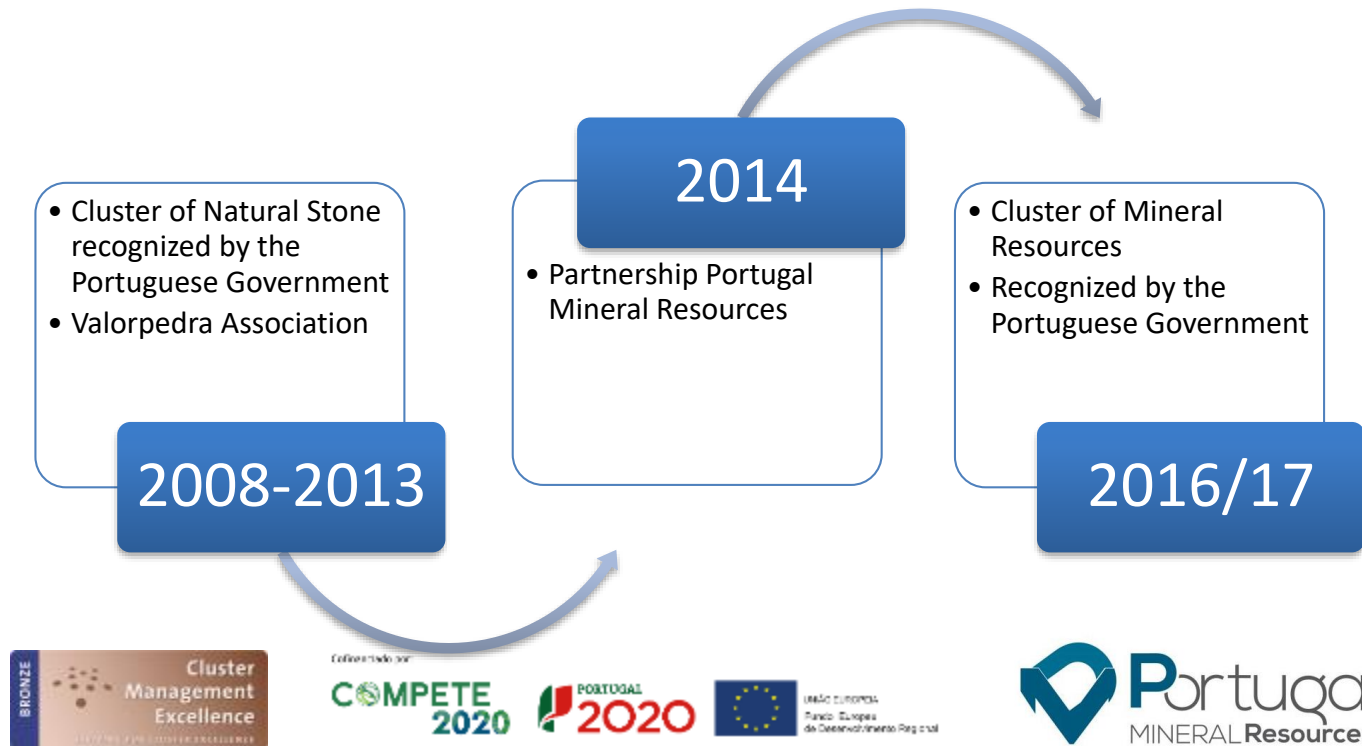 • Cluster of Natural Stone
recognized by the
Portuguese Government
• Valorpedra Association
2008-2013
2014
• Partnership Portugal
Mineral Resources
• Cluster of Mineral
Resources
• Recognized by the
Portuguese Government
2016/17
BRONZE
Cluster
Management
Excellence
Cofinanciado por:
COMPETE
2020
PORTUGAL
2020
UNIÃO EUROPEIA
Fundo Europeu
de Desenvolvimento Regional
Portuga
MINERAL Resource